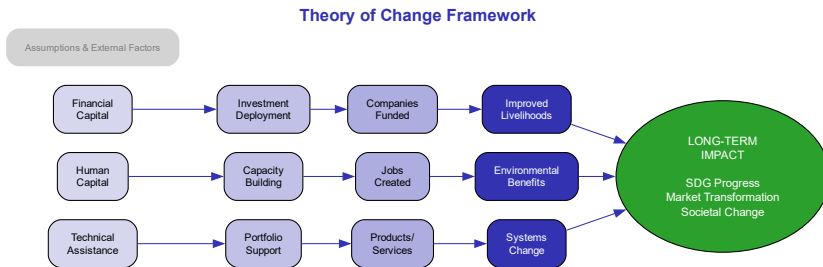 Theory of Change Framework
Assumptions & External Factors
Financial
Capital
Investment
Deployment
Companies
Funded
Improved
Livelihoods
Human
Capital
Capacity
Building
Jobs
Created
Environmental
Benefits
Technical
Assistance
Portfolio
Support
Products/
Services
Systems
Change
LONG-TERM
IMPACT
SDG Progress
Market Transformation
Societal Change